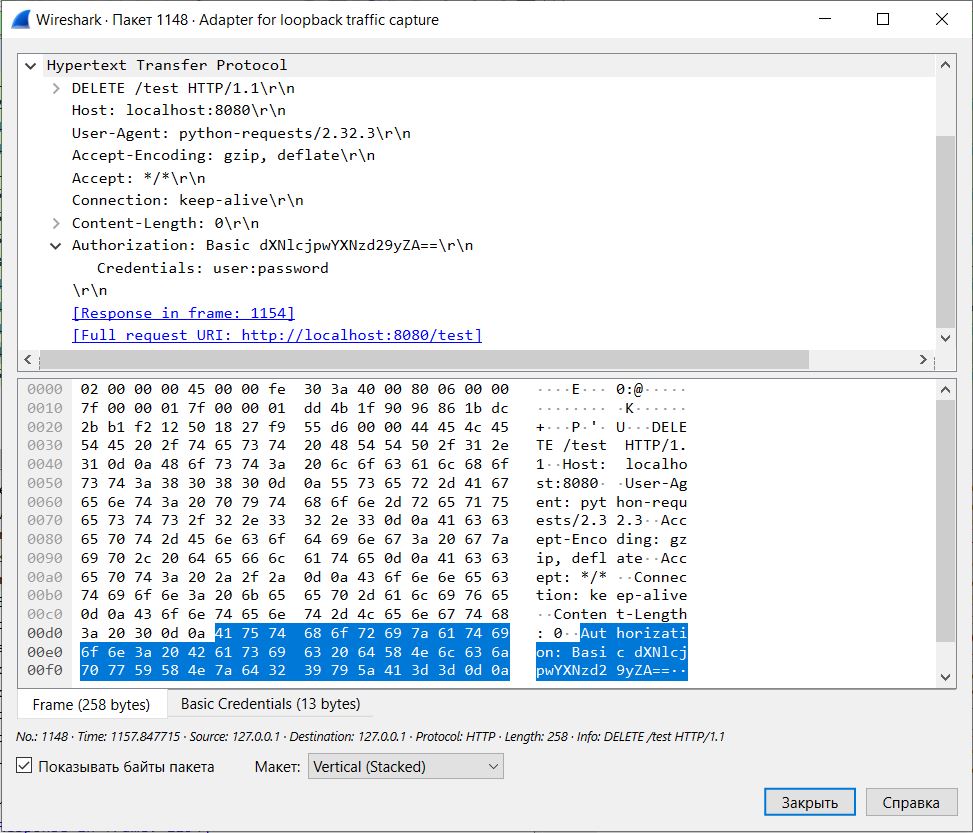 Wireshark · Пакет 1148 · Adapter for loopback traffic capture
Hypertext Transfer Protocol
DELETE /test HTTP/1.1\r\n
Host: localhost:8080\r\n
User-Agent: python-requests/2.32.3\r\n
Accept-Encoding: gzip, deflate\r\n
Accept: */*\r\n
Connection: keep-alive\r\n
Content-Length: 0\r\n
Authorization: Basic dXNlcjpwYXNzd29yZA==\r\n
Credentials: user:password
\r\n
[Response in frame: 1154]
[Full request URI: http://localhost:8080/test]
0000 02 00 00 00 45 00 00 fe 30 3a 40 00 80 06 00 00 ····E···0:@·····
0010 7f 00 00 01 7f 00 00 01 dd 4b 1f 90 96 86 1b dc ·········K······
0020 2b b1 f2 12 50 18 27 f9 55 d6 00 00 44 45 4c 45 +···P·'·U···DELE
0030 54 45 20 2f 74 65 73 74 20 48 54 54 50 2f 31 2e TE /test HTTP/1.
0040 31 0d 0a 48 6f 73 74 3a 20 6c 6f 63 61 6c 68 6f 1··Host: localho
0050 73 74 3a 38 30 38 30 0d 0a 55 73 65 72 2d 41 67 st:8080··User-Ag
0060 65 6e 74 3a 20 70 79 74 68 6f 6e 2d 72 65 71 75 ent: python-requ
0070 65 73 74 73 2f 32 2e 33 32 2e 33 0d 0a 41 63 63 ests/2.32.3··Acc
0080 65 70 74 2d 45 6e 63 6f 64 69 6e 67 3a 20 67 7a ept-Encoding: gz
0090 69 70 2c 20 64 65 66 6c 61 74 65 0d 0a 41 63 63 ip, deflate··Acc
00a0 65 70 74 3a 20 2a 2f 2a 0d 0a 43 6f 6e 6e 65 63 ept: */*··Connec
00b0 74 69 6f 6e 3a 20 6b 65 65 70 2d 61 6c 69 76 65 tion: keep-alive
00c0 0d 0a 43 6f 6e 74 65 6e 74 2d 4c 65 6e 67 74 68 ··Content-Length
00d0 3a 20 30 0d 0a 41 75 74 68 6f 72 69 7a 61 74 69 : 0··Authorizati
00e0 6f 6e 3a 20 42 61 73 69 63 20 64 58 4e 6c 63 6a on: Basic dXNlcj
00f0 70 77 59 58 4e 7a 64 32 39 79 5a 41 3d 3d 0d 0a pwYXNzd29yZA==··
Frame (258 bytes) Basic Credentials (13 bytes)
No.: 1148 · Time: 1157.847715 · Source: 127.0.0.1 · Destination: 127.0.0.1 · Protocol: HTTP · Length: 258 · Info: DELETE /test HTTP/1.1
Показывать байты пакета Макет: Vertical (Stacked)
Закрыть Справка